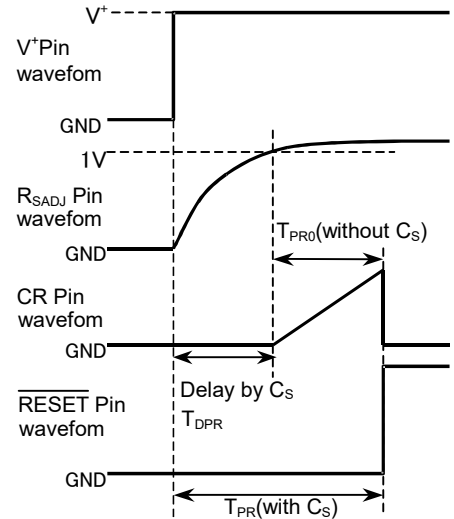 V⁺
V⁺Pin
wavefom
GND
1V
RSADJ Pin
wavefom
GND
TPR0(without CS)
CR Pin
wavefom
GND
Delay by CS
TDPR
RESET Pin
wavefom
GND
TPR(with CS)